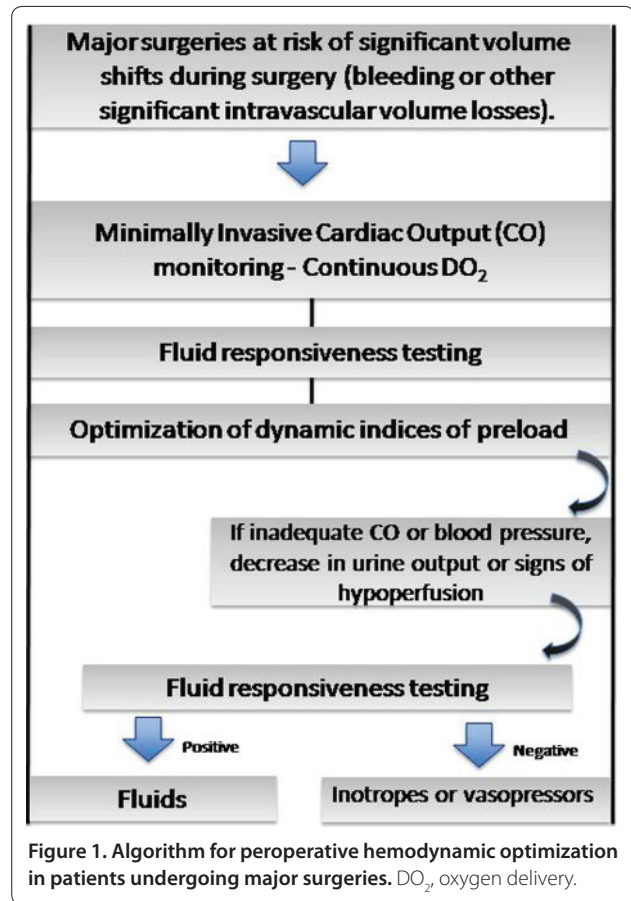 Major surgeries at risk of significant volume
shifts during surgery (bleeding or other
significant intravascular volume losses).
Minimally Invasive Cardiac Output (CO)
monitoring - Continuous DO₂
Fluid responsiveness testing
Optimization of dynamic indices of preload
If inadequate CO or blood pressure,
decrease in urine output or signs of
hypoperfusion
Fluid responsiveness testing
Positive
Negative
Fluids
Inotropes or vasopressors
Figure 1. Algorithm for peroperative hemodynamic optimization
in patients undergoing major surgeries. DO₂, oxygen delivery.